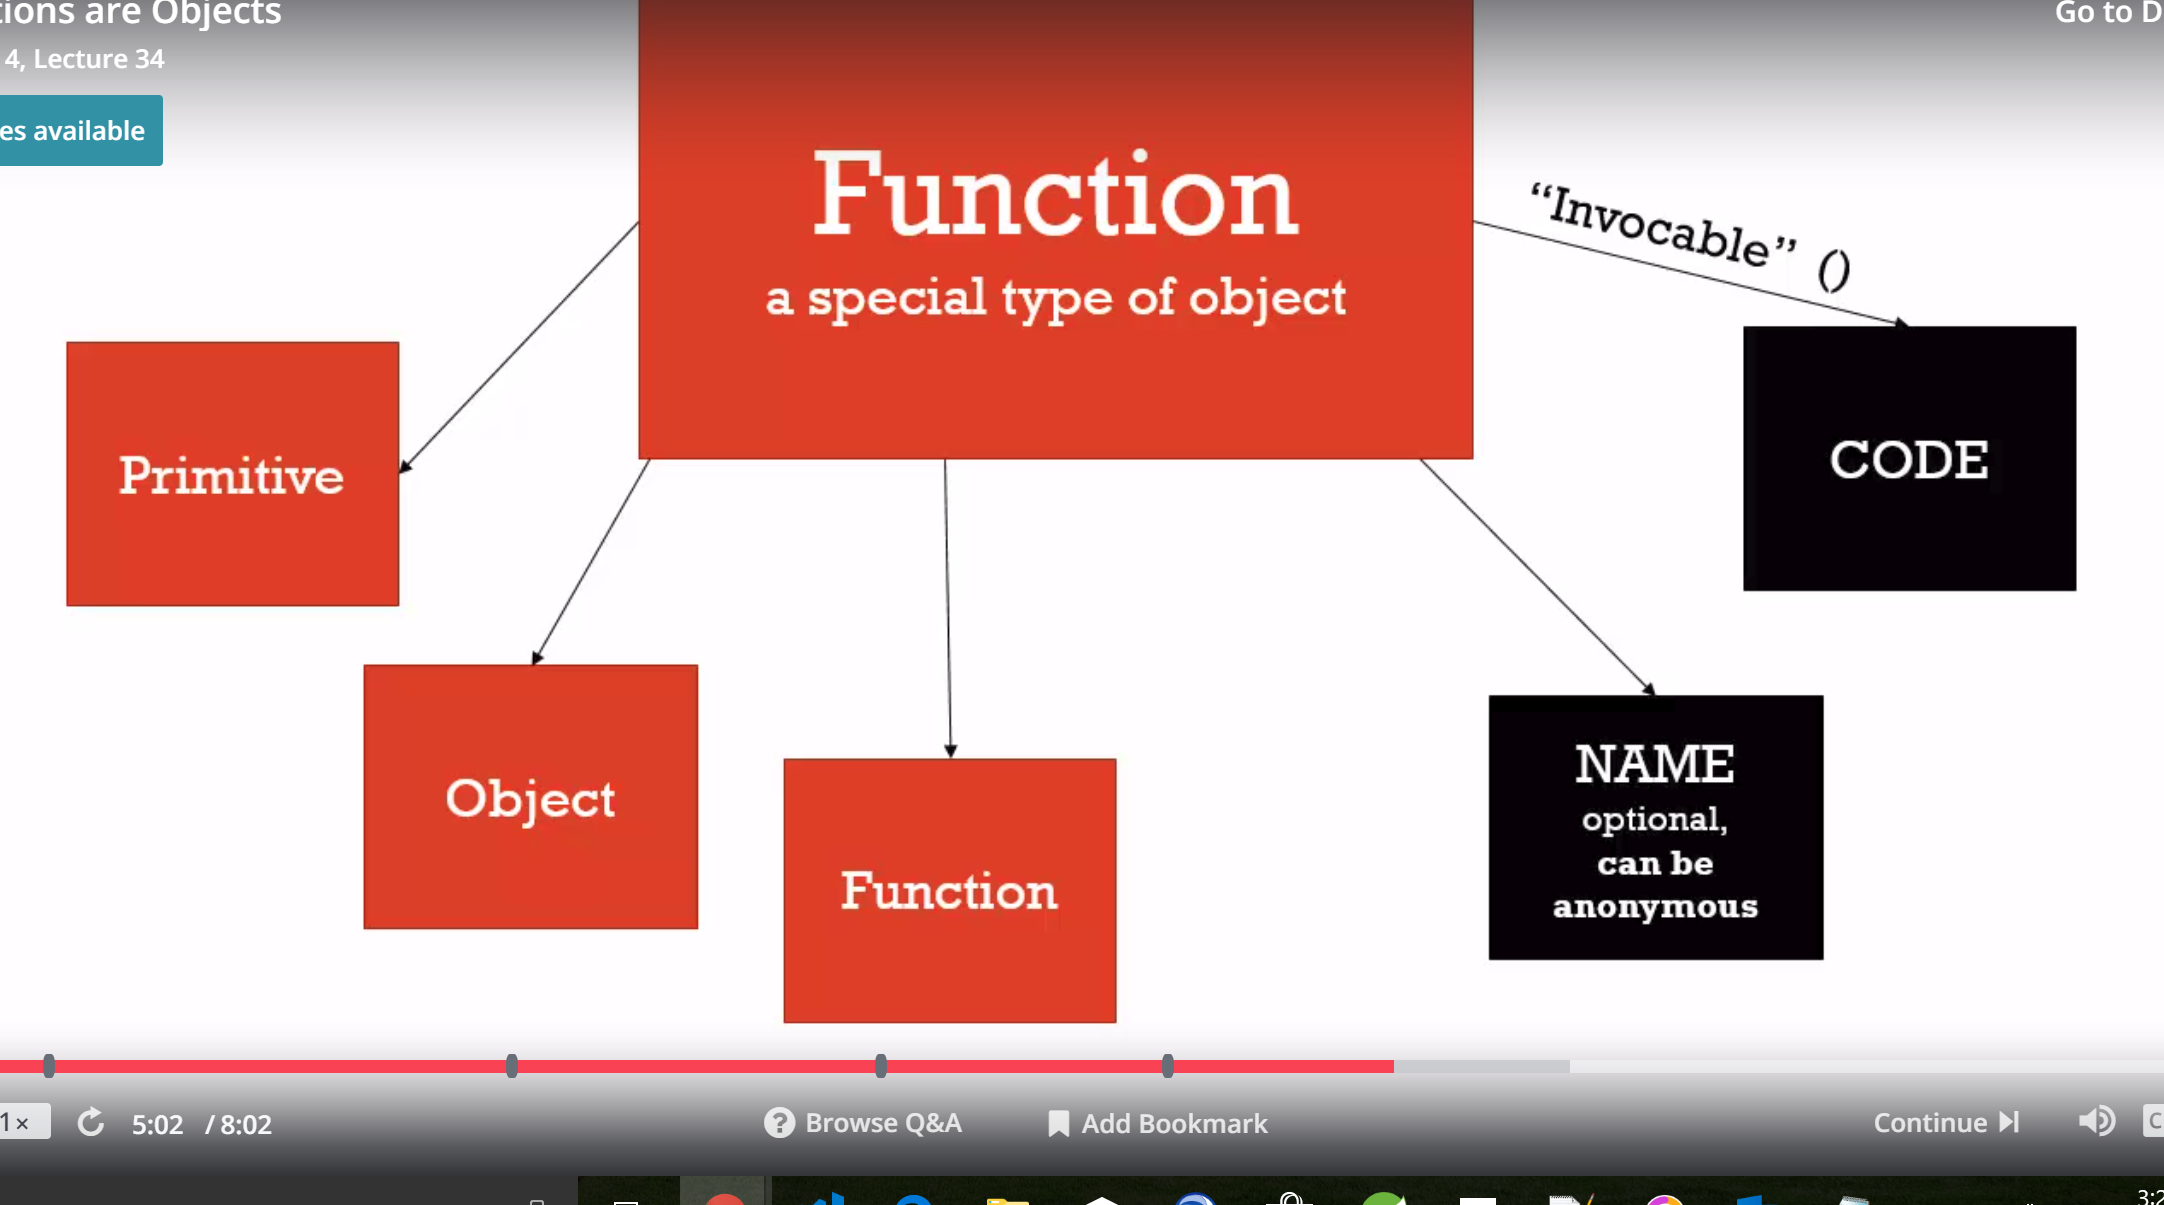 tions are Objects
Go to D
4, Lecture 34
es available
Function
a special type of object
“Invocable” ()
Primitive
CODE
Object
Function
NAME
optional,
can be
anonymous
1×
5:02 / 8:02
Browse Q&A
Add Bookmark
Continue
C
3:2